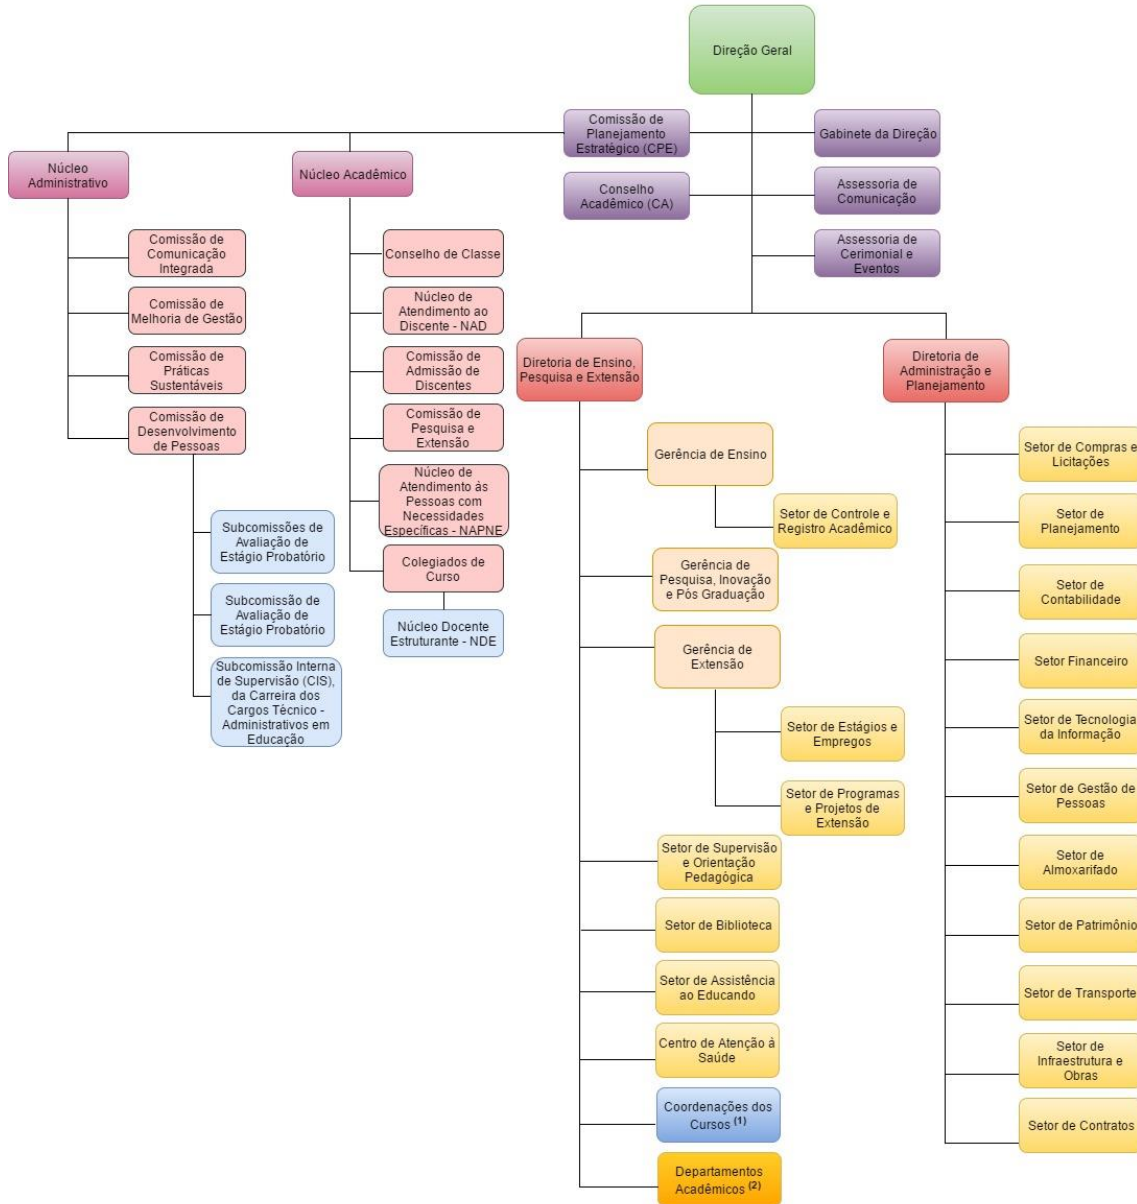 Direção Geral
Comissão de
Planejamento
Estratégico (CPE)
Gabinete da Direção
Conselho
Acadêmico (CA)
Assessoria de
Comunicação
Assessoria de
Cerimonial e
Eventos
Núcleo
Administrativo
Comissão de
Comunicação
Integrada
Comissão de
Melhoria de Gestão
Comissão de
Práticas
Sustentáveis
Comissão de
Desenvolvimento
de Pessoas
Subcomissões de
Avaliação de
Estágio Probatório
Subcomissão de
Avaliação de
Estágio Probatório
Subcomissão Interna
de Supervisão (CIS),
da Carreira dos
Cargos Técnico -
Administrativos em
Educação
Núcleo Acadêmico
Conselho de Classe
Núcleo de
Atendimento ao
Discente - NAD
Comissão de
Admissão de
Discentes
Comissão de
Pesquisa e
Extensão
Núcleo de
Atendimento às
Pessoas com
Necessidades
Específicas - NAPNE
Colegiados de
Curso
Núcleo Docente
Estruturante - NDE
Diretoria de Ensino,
Pesquisa e Extensão
Gerência de Ensino
Setor de Controle e
Registro Acadêmico
Gerência de
Pesquisa, Inovação
e Pós Graduação
Gerência de
Extensão
Setor de Estágios e
Empregos
Setor de Programas
e Projetos de
Extensão
Setor de Supervisão
e Orientação
Pedagógica
Setor de Biblioteca
Setor de Assistência
ao Educando
Centro de Atenção à
Saúde
Coordenações dos
Cursos (1)
Departamentos
Acadêmicos (2)
Diretoria de
Administração e
Planejamento
Setor de Compras e
Licitações
Setor de
Planejamento
Setor de
Contabilidade
Setor Financeiro
Setor de Tecnologia
da Informação
Setor de Gestão de
Pessoas
Setor de
Almoxarifado
Setor de Patrimônio
Setor de Transporte
Setor de
Infraestrutura e
Obras
Setor de Contratos